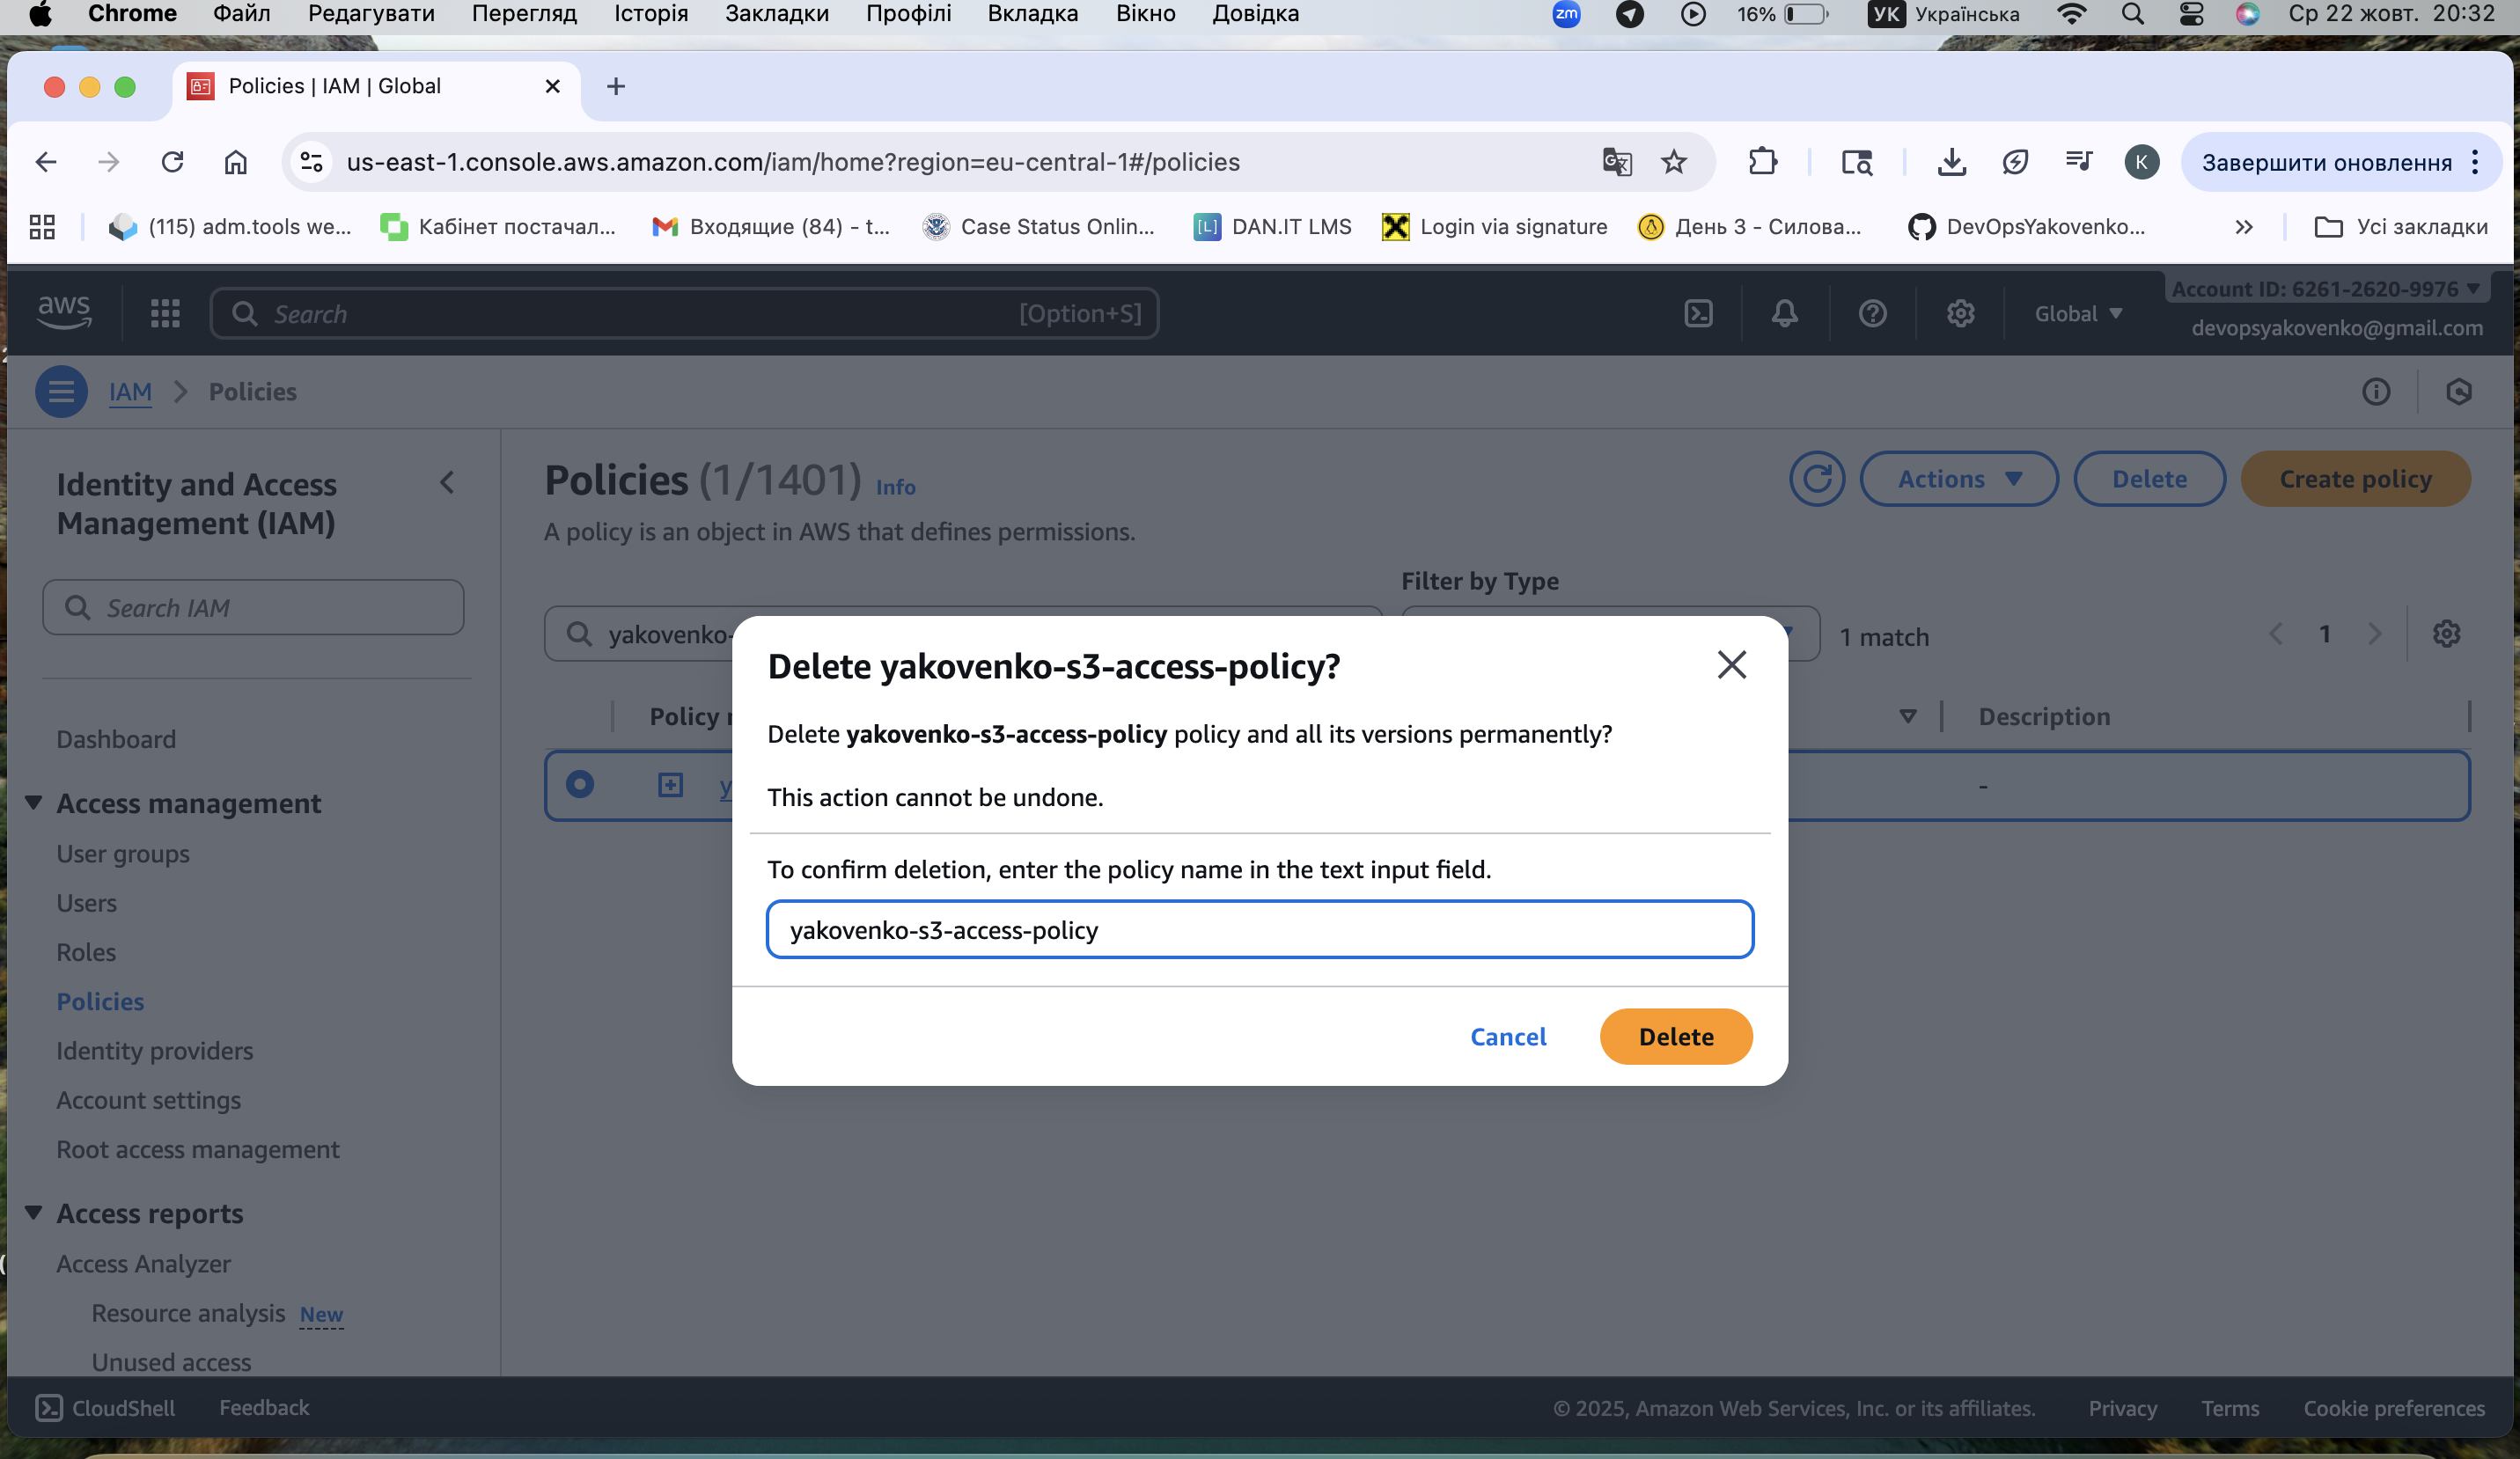 Chrome Файл Редагувати Перегляд Історія Закладки Профілі Вкладка Вікно Довідка zm 16% УК Українська Ср 22 жовт. 20:32
Policies | IAM | Global
us-east-1.console.aws.amazon.com/iam/home?region=eu-central-1#/policies K Завершити оновлення
(115) adm.tools we... Кабінет постачал... Входящие (84) - t... Case Status Onlin... [L] DAN.IT LMS Login via signature День 3 - Силова... DevOpsYakovenko... Усі закладки
aws Search [Option+S] Global Account ID: 6261-2620-9976
devopsyakovenko@gmail.com
IAM Policies
Identity and Access
Management (IAM)
Search IAM
Dashboard
Access management
User groups
Users
Roles
Policies
Identity providers
Account settings
Root access management
Access reports
Access Analyzer
Resource analysis New
Unused access
Policies (1/1401) Info Actions Delete Create policy
A policy is an object in AWS that defines permissions.
Filter by Type
yakovenko- 1 match 1
Policy Description
-
Delete yakovenko-s3-access-policy?
Delete yakovenko-s3-access-policy policy and all its versions permanently?
This action cannot be undone.
To confirm deletion, enter the policy name in the text input field.
yakovenko-s3-access-policy
Cancel Delete
CloudShell Feedback © 2025, Amazon Web Services, Inc. or its affiliates. Privacy Terms Cookie preferences